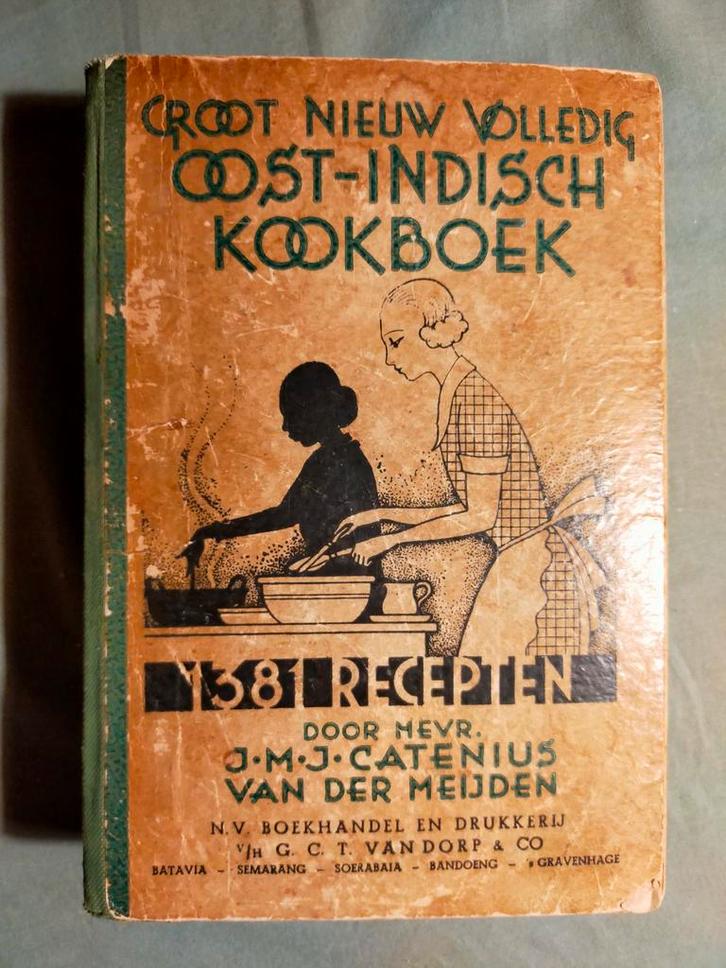 GROOT NIEUW VOLLEDIG
OOST-INDISCH
KOOKBOEK
1381 RECEPTEN
DOOR MEVR.
J·M·J·CATENIUS
VAN DER MEIJDEN
N.V. BOEKHANDEL EN DRUKKERIJ
V/H G. C. T. VAN DORP & CO
BATAVIA – SEMARANG – SOERABAIA – BANDOENG – 's GRAVENHAGE